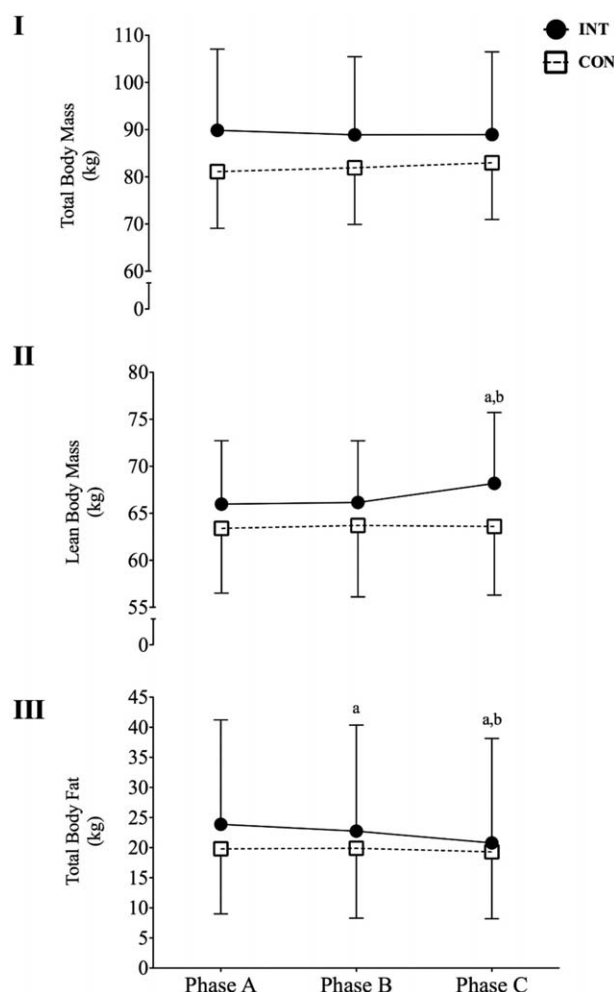 I
INT
CON
Total Body Mass
(kg)
110
100
90
80
70
60
0
II
Lean Body Mass
(kg)
80
75
70
65
60
55
0
a,b
III
Total Body Fat
(kg)
45
40
35
30
25
20
15
10
5
0
a
a,b
Phase A
Phase B
Phase C